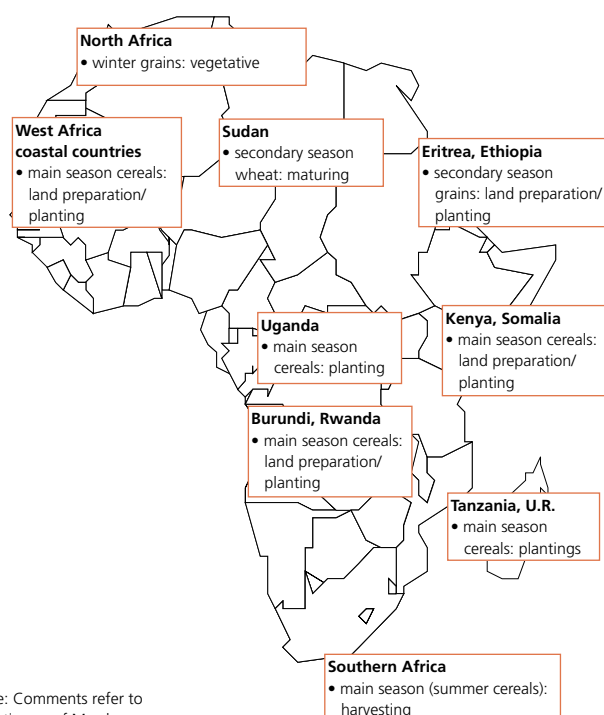 North Africa
• winter grains: vegetative
West Africa
coastal countries
• main season cereals:
land preparation/
planting
Sudan
• secondary season
wheat: maturing
Eritrea, Ethiopia
• secondary season
grains: land preparation/
planting
Uganda
• main season
cereals: planting
Kenya, Somalia
• main season cereals:
land preparation/
planting
Burundi, Rwanda
• main season cereals:
land preparation/
planting
Tanzania, U.R.
• main season
cereals: plantings
Southern Africa
• main season (summer cereals):
harvesting
e: Comments refer to